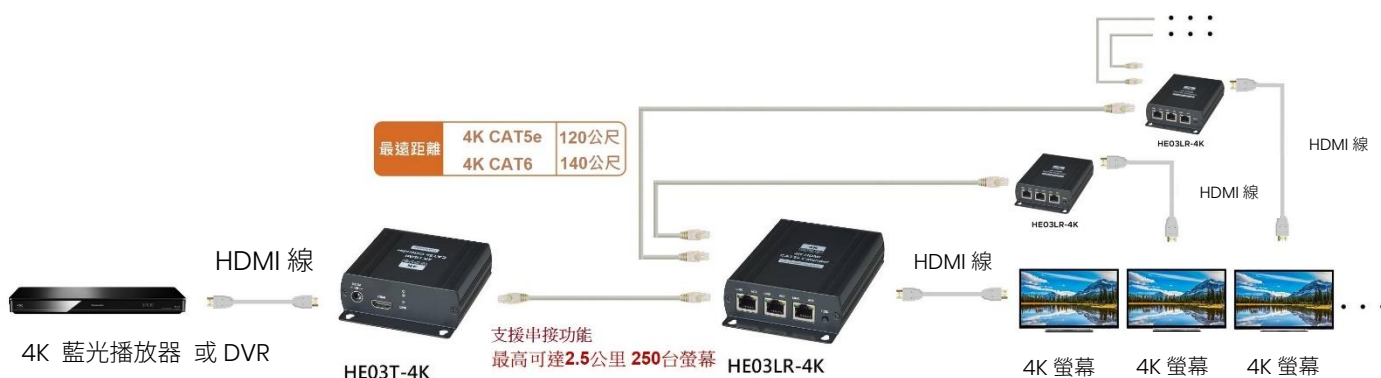 HDMI 線
HE03LR-4K
最遠距離
4K CAT5e 120公尺
4K CAT6 140公尺
HDMI 線
HE03LR-4K
HDMI 線
HDMI 線
4K 藍光播放器 或 DVR
HE03T-4K
支援串接功能
最高可達2.5公里 250台螢幕
HE03LR-4K
4K 螢幕
4K 螢幕
4K 螢幕